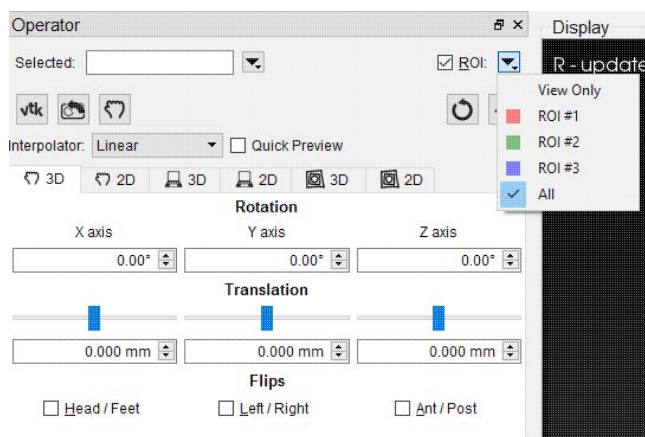 Operator
Display
Selected:
ROI:
R - update
View Only
ROI #1
ROI #2
ROI #3
All
√tk
Interpolator: Linear Quick Preview
3D 2D 3D 2D 3D 2D
Rotation
X axis Y axis Z axis
0.00° 0.00° 0.00°
Translation
0.000 mm 0.000 mm 0.000 mm
Flips
Head / Feet Left / Right Ant / Post